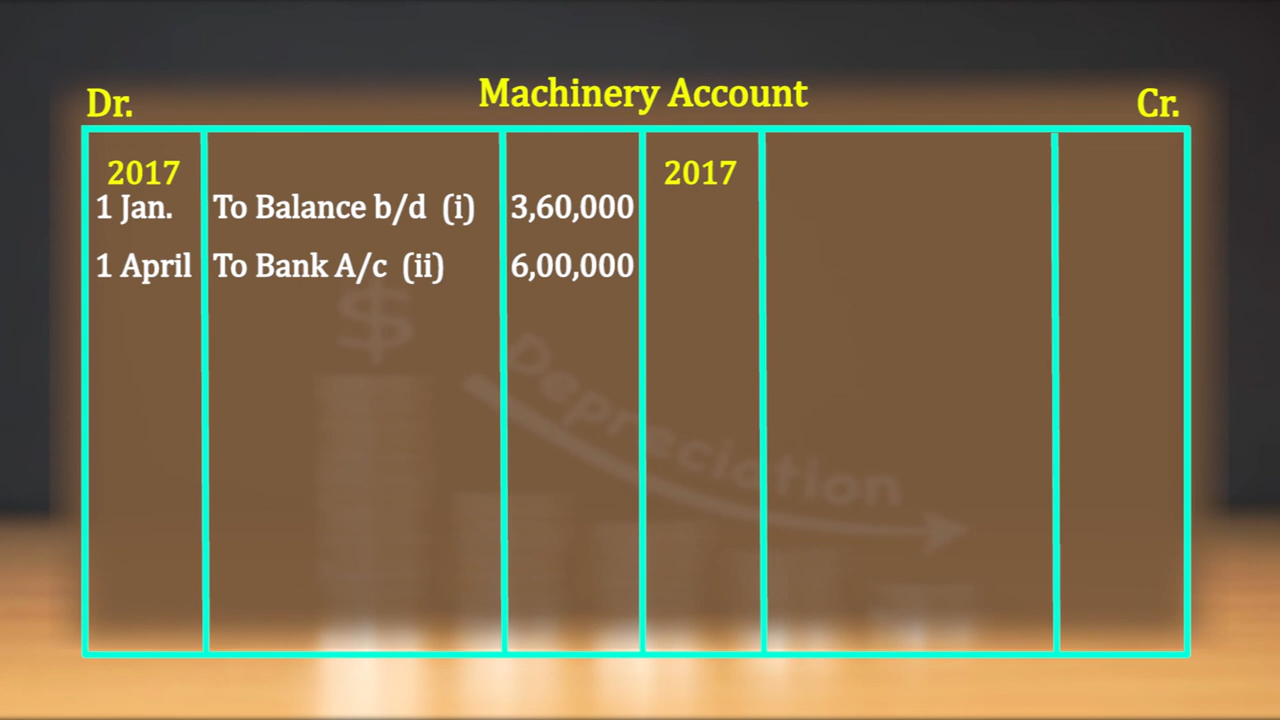 Machinery Account
Dr.
Cr.
2017
2017
1 Jan. To Balance b/d (i) 3,60,000
1 April To Bank A/c (ii) 6,00,000
$
Depreciation